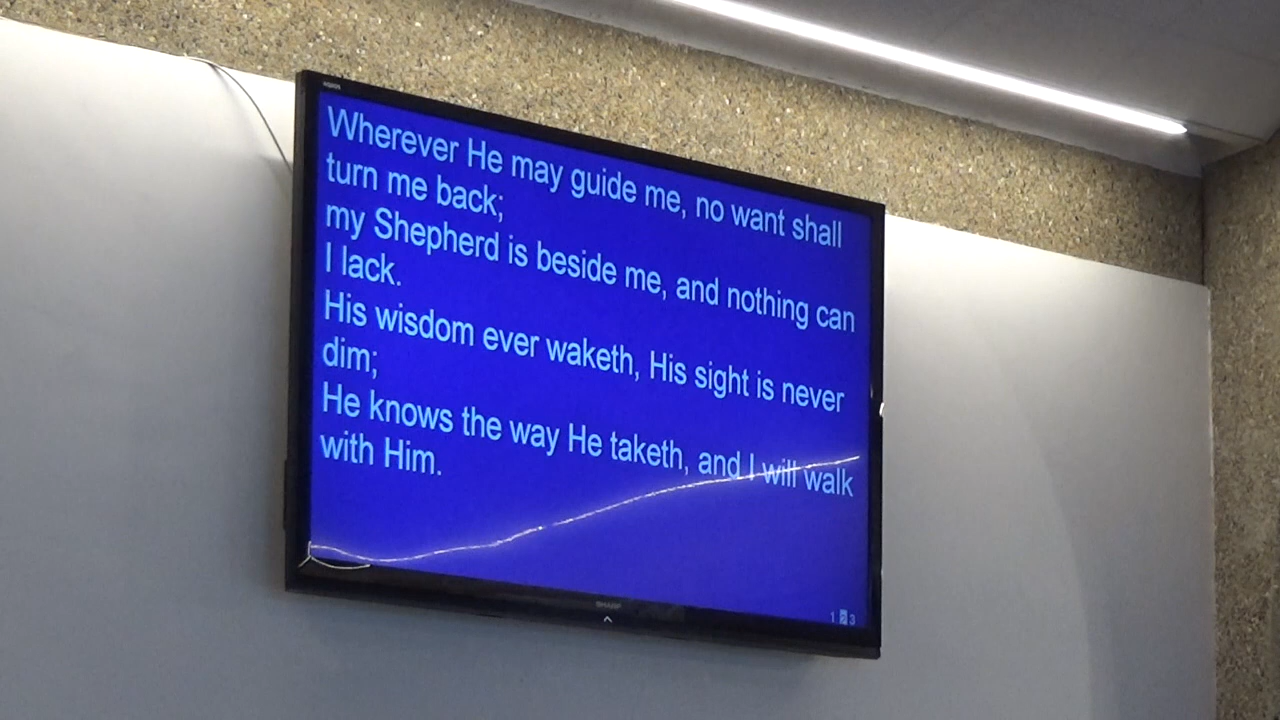 Wherever He may guide me, no want shall
turn me back;
my Shepherd is beside me, and nothing can
I lack.
His wisdom ever waketh, His sight is never
dim;
He knows the way He taketh, and I will walk
with Him.
SHARP
1 2 3